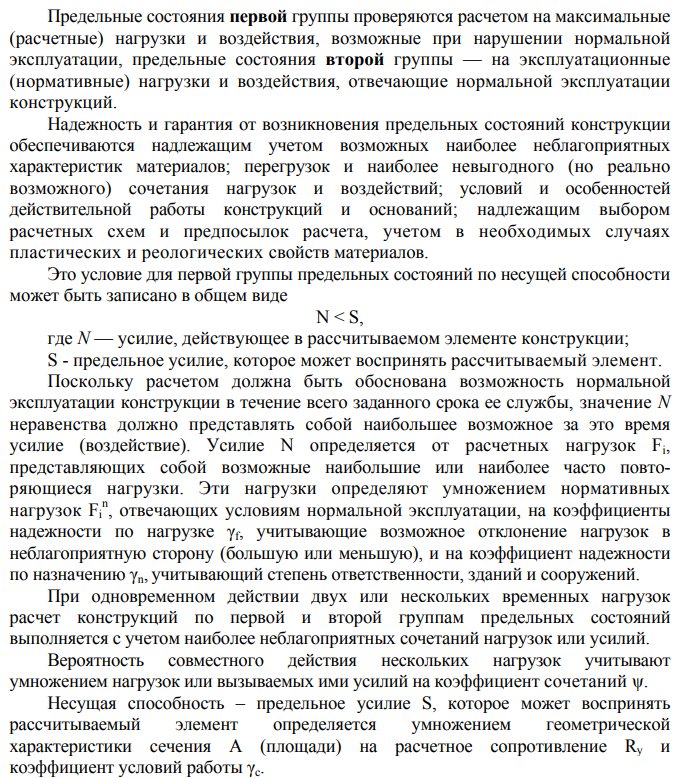 Предельные состояния первой группы проверяются расчетом на максимальные
(расчетные) нагрузки и воздействия, возможные при нарушении нормальной
эксплуатации, предельные состояния второй группы — на эксплуатационные
(нормативные) нагрузки и воздействия, отвечающие нормальной эксплуатации
конструкций.
Надежность и гарантия от возникновения предельных состояний конструкции
обеспечиваются надлежащим учетом возможных наиболее неблагоприятных
характеристик материалов; перегрузок и наиболее невыгодного (но реально
возможного) сочетания нагрузок и воздействий; условий и особенностей
действительной работы конструкций и оснований; надлежащим выбором
расчетных схем и предпосылок расчета, учетом в необходимых случаях
пластических и реологических свойств материалов.
Это условие для первой группы предельных состояний по несущей способности
может быть записано в общем виде
N < S,
где N — усилие, действующее в рассчитываемом элементе конструкции;
S - предельное усилие, которое может воспринять рассчитываемый элемент.
Поскольку расчетом должна быть обоснована возможность нормальной
эксплуатации конструкции в течение всего заданного срока ее службы, значение N
неравенства должно представлять собой наибольшее возможное за это время
усилие (воздействие). Усилие N определяется от расчетных нагрузок Fi,
представляющих собой возможные наибольшие или наиболее часто повто-
ряющиеся нагрузки. Эти нагрузки определяют умножением нормативных
нагрузок Fiⁿ, отвечающих условиям нормальной эксплуатации, на коэффициенты
надежности по нагрузке γf, учитывающие возможное отклонение нагрузок в
неблагоприятную сторону (большую или меньшую), и на коэффициент надежности
по назначению γn, учитывающий степень ответственности, зданий и сооружений.
При одновременном действии двух или нескольких временных нагрузок
расчет конструкций по первой и второй группам предельных состояний
выполняется с учетом наиболее неблагоприятных сочетаний нагрузок или усилий.
Вероятность совместного действия нескольких нагрузок учитывают
умножением нагрузок или вызываемых ими усилий на коэффициент сочетаний ψ.
Несущая способность – предельное усилие S, которое может воспринять
рассчитываемый элемент определяется умножением геометрической
характеристики сечения A (площади) на расчетное сопротивление Ry и
коэффициент условий работы γc.